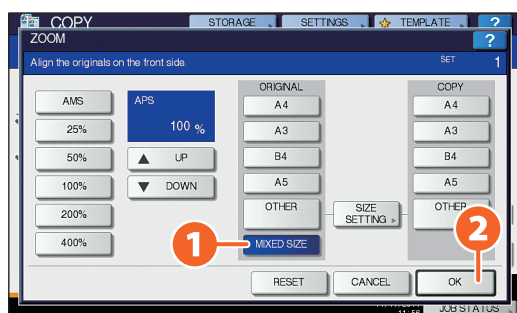 COPY STORAGE SETTINGS TEMPLATE ?
ZOOM ?
Align the originals on the front side. SET 1
ORIGINAL COPY
AMS APS A4 A4
25% 100 % A3 A3
50% UP B4 B4
100% DOWN A5 A5
200% OTHER SIZE SETTING OTHER
400% 1 MIXED SIZE 2
RESET CANCEL OK
JOB STATUS